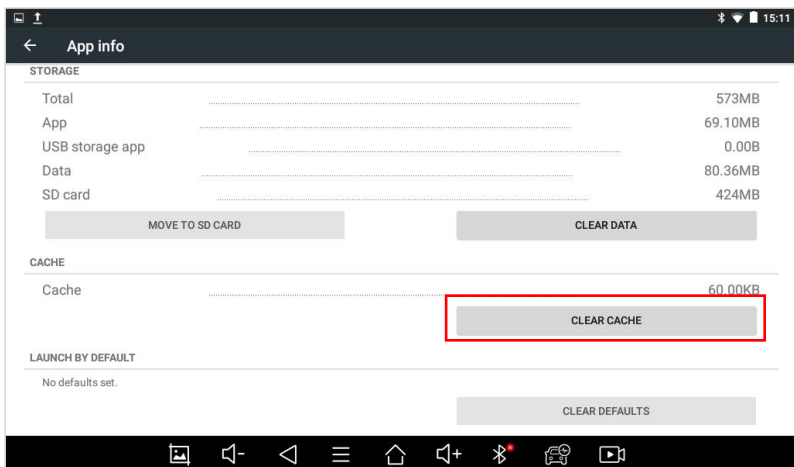 15:11
App info
STORAGE
Total 573MB
App 69.10MB
USB storage app 0.00B
Data 80.36MB
SD card 424MB
MOVE TO SD CARD CLEAR DATA
CACHE
Cache 60.00KB
CLEAR CACHE
LAUNCH BY DEFAULT
No defaults set.
CLEAR DEFAULTS